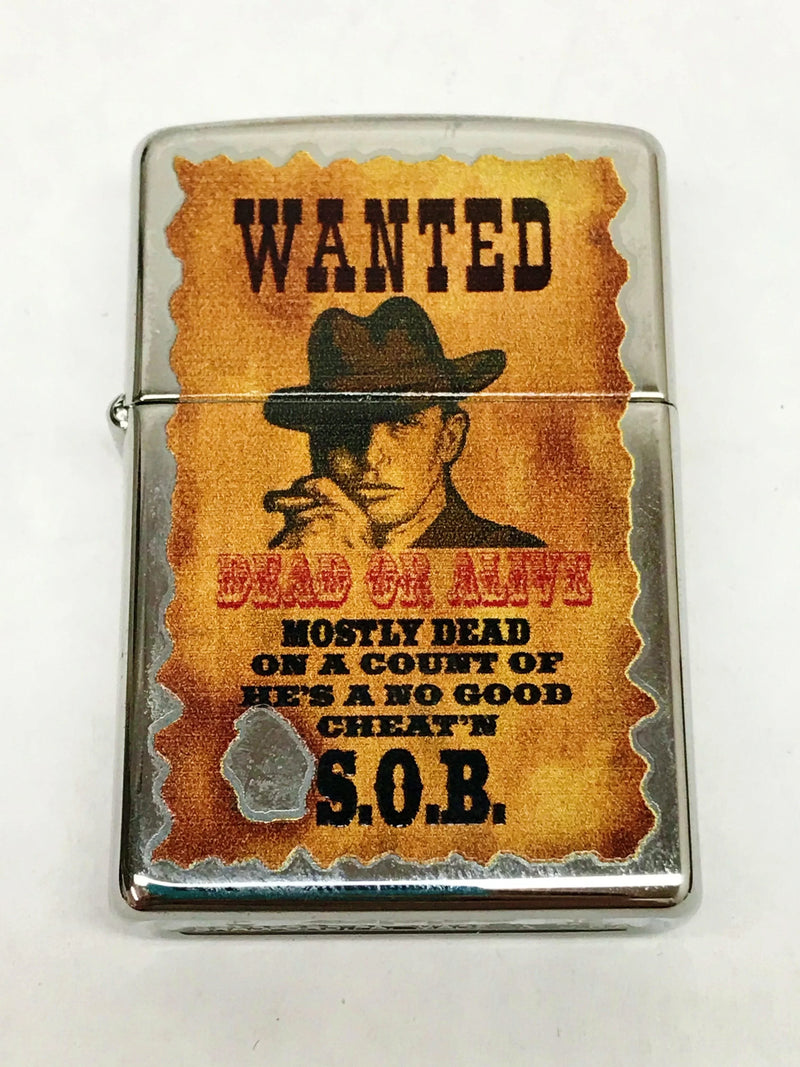 WANTED
DEAD OR ALIVE
MOSTLY DEAD
ON A COUNT OF
HE'S A NO GOOD
CHEAT'N
S.O.B.